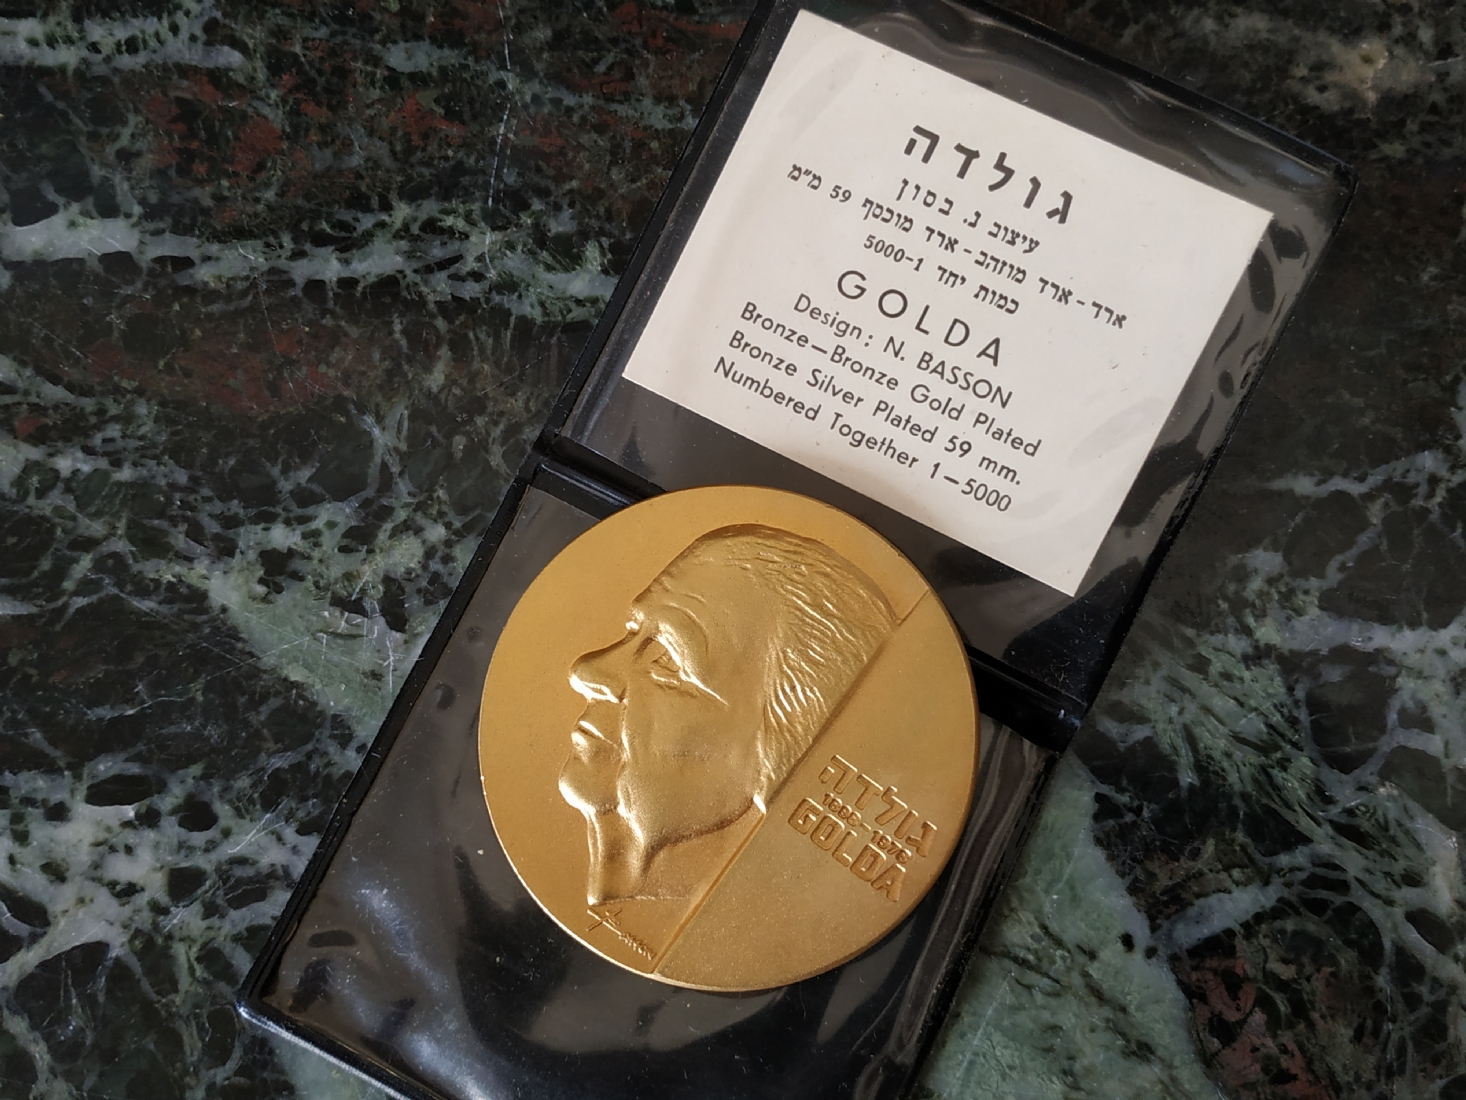 גולדה
עיצוב נ. בסון
ארד-ארד מוזהב-ארד מוכסף 59 מ״מ
כמות יחד 5000-1
GOLDA
Design: N. BASSON
Bronze—Bronze Gold Plated
Bronze Silver Plated 59 mm.
Numbered Together 1—5000
גולדה
1898-1978
GOLDA